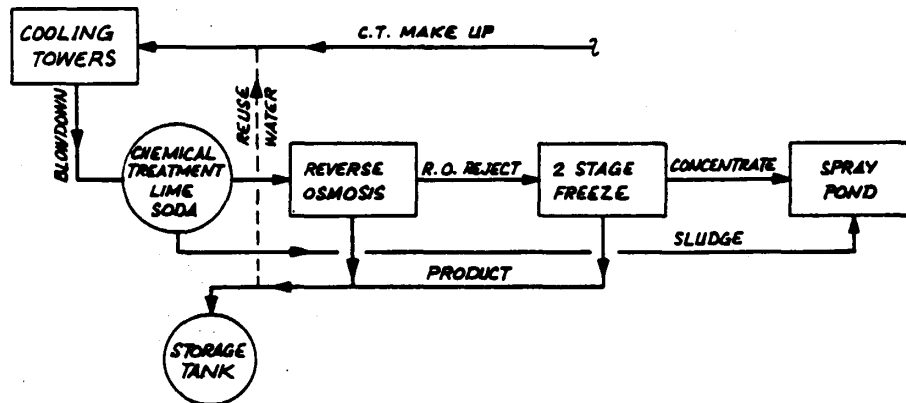 COOLING
TOWERS
C.T. MAKE UP
BLOWDOWN
REUSE
WATER
CHEMICAL
TREATMENT
LIME
SODA
REVERSE
OSMOSIS
R.O. REJECT
2 STAGE
FREEZE
CONCENTRATE
SPRAY
POND
SLUDGE
PRODUCT
STORAGE
TANK